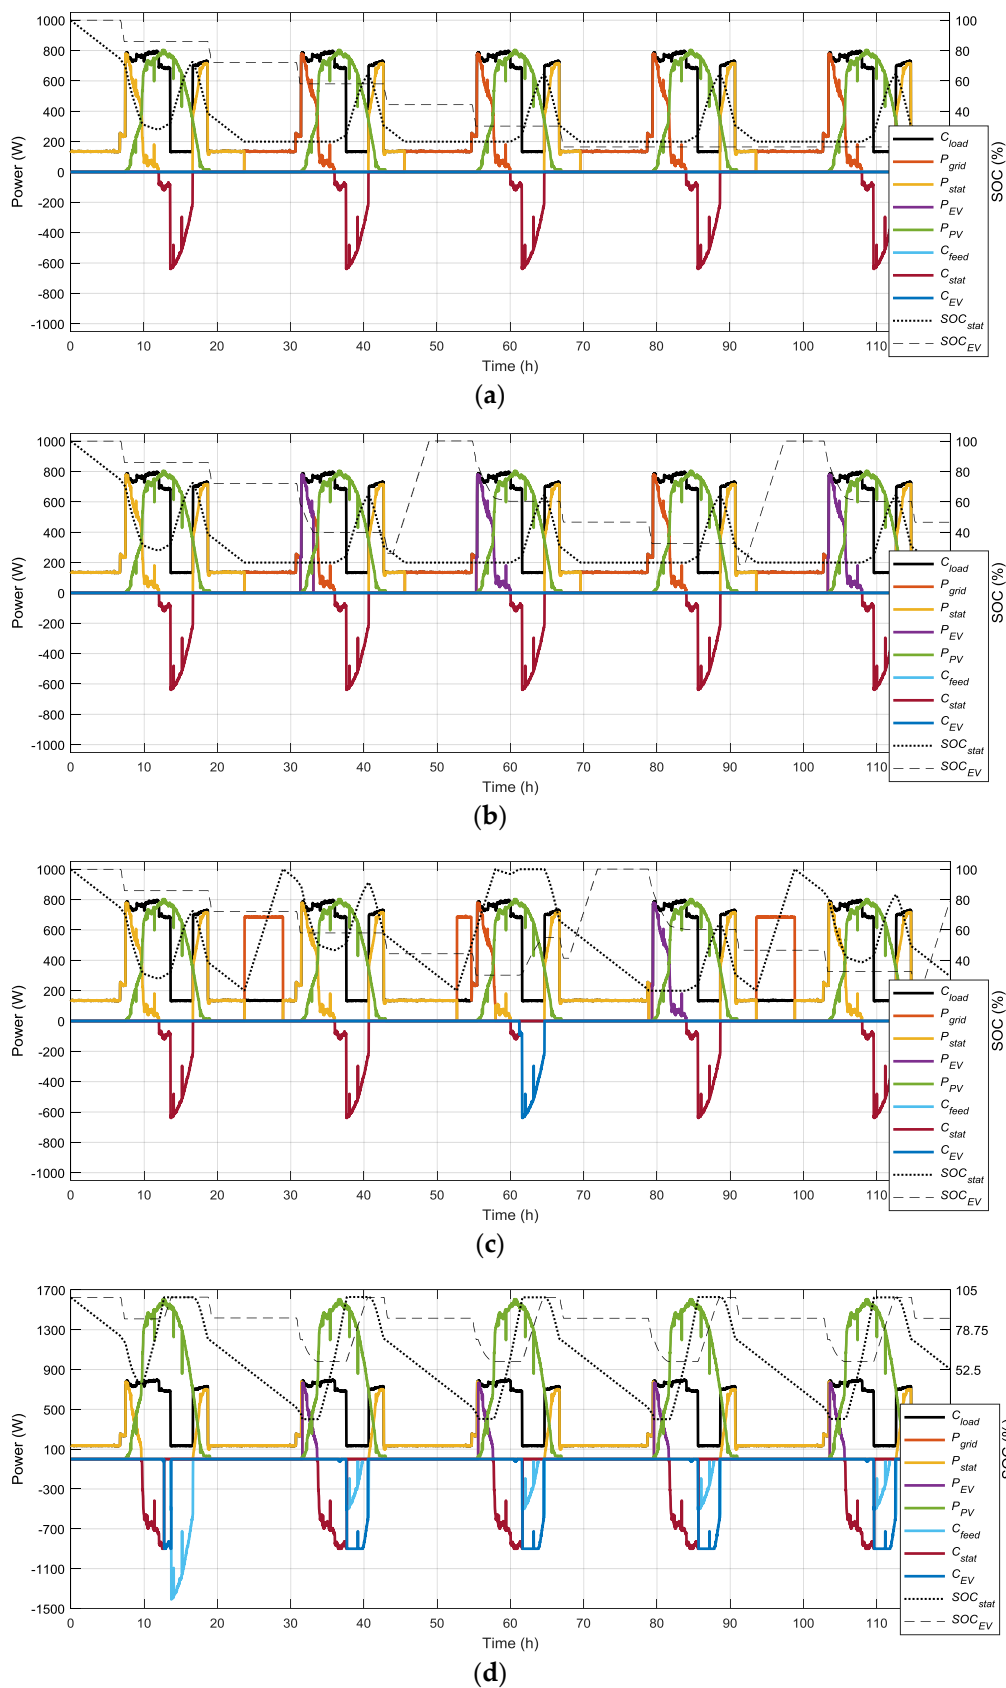 1000
800
600
400
200
0
-200
-400
-600
-800
-1000
Power (W)
100
80
60
40
SOC (%)
C_load
P_grid
P_stat
P_EV
P_PV
C_feed
C_stat
C_EV
SOC_stat
SOC_EV
0 10 20 30 40 50 60 70 80 90 100 110
Time (h)
(a)
1000
800
600
400
200
0
-200
-400
-600
-800
-1000
Power (W)
100
80
60
40
SOC (%)
C_load
P_grid
P_stat
P_EV
P_PV
C_feed
C_stat
C_EV
SOC_stat
SOC_EV
0 10 20 30 40 50 60 70 80 90 100 110
Time (h)
(b)
1000
800
600
400
200
0
-200
-400
-600
-800
-1000
Power (W)
100
80
60
40
SOC (%)
C_load
P_grid
P_stat
P_EV
P_PV
C_feed
C_stat
C_EV
SOC_stat
SOC_EV
0 10 20 30 40 50 60 70 80 90 100 110
Time (h)
(c)
1700
1300
900
500
100
-300
-700
-1100
-1500
Power (W)
105
78.75
52.5
SOC (%)
C_load
P_grid
P_stat
P_EV
P_PV
C_feed
C_stat
C_EV
SOC_stat
SOC_EV
0 10 20 30 40 50 60 70 80 90 100 110
Time (h)
(d)